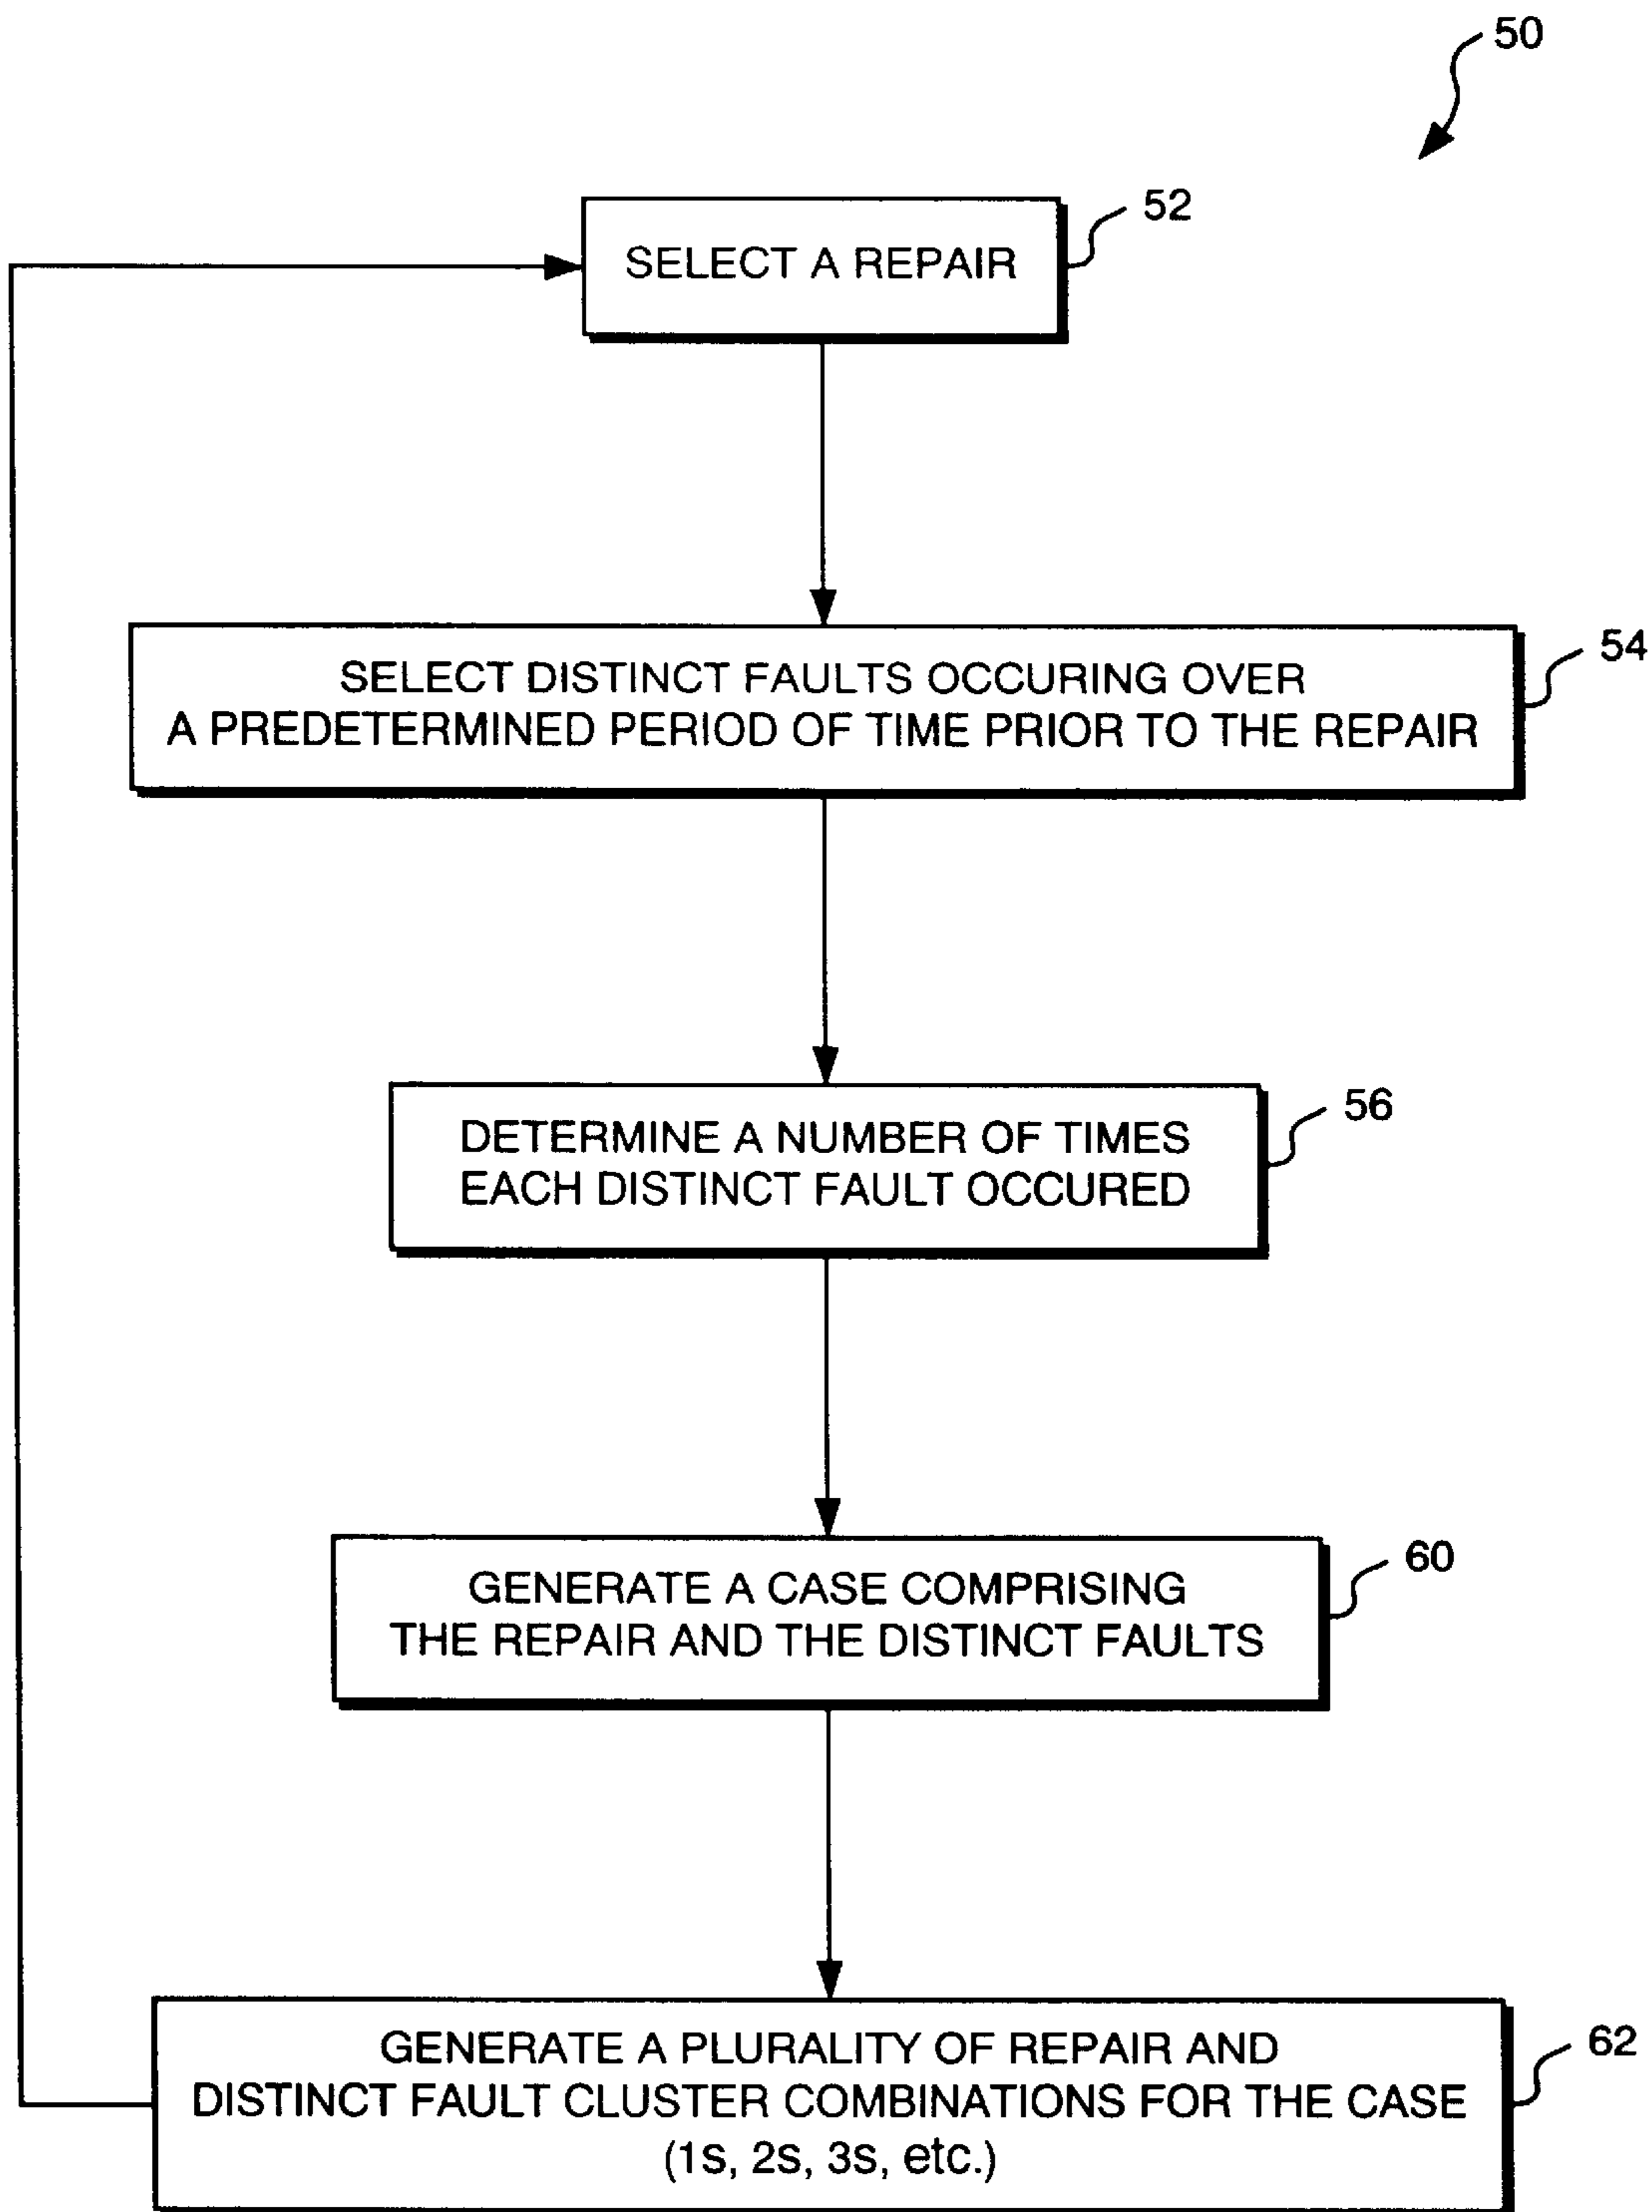 50
52
SELECT A REPAIR
54
SELECT DISTINCT FAULTS OCCURING OVER
A PREDETERMINED PERIOD OF TIME PRIOR TO THE REPAIR
56
DETERMINE A NUMBER OF TIMES
EACH DISTINCT FAULT OCCURED
60
GENERATE A CASE COMPRISING
THE REPAIR AND THE DISTINCT FAULTS
62
GENERATE A PLURALITY OF REPAIR AND
DISTINCT FAULT CLUSTER COMBINATIONS FOR THE CASE
(1s, 2s, 3s, etc.)